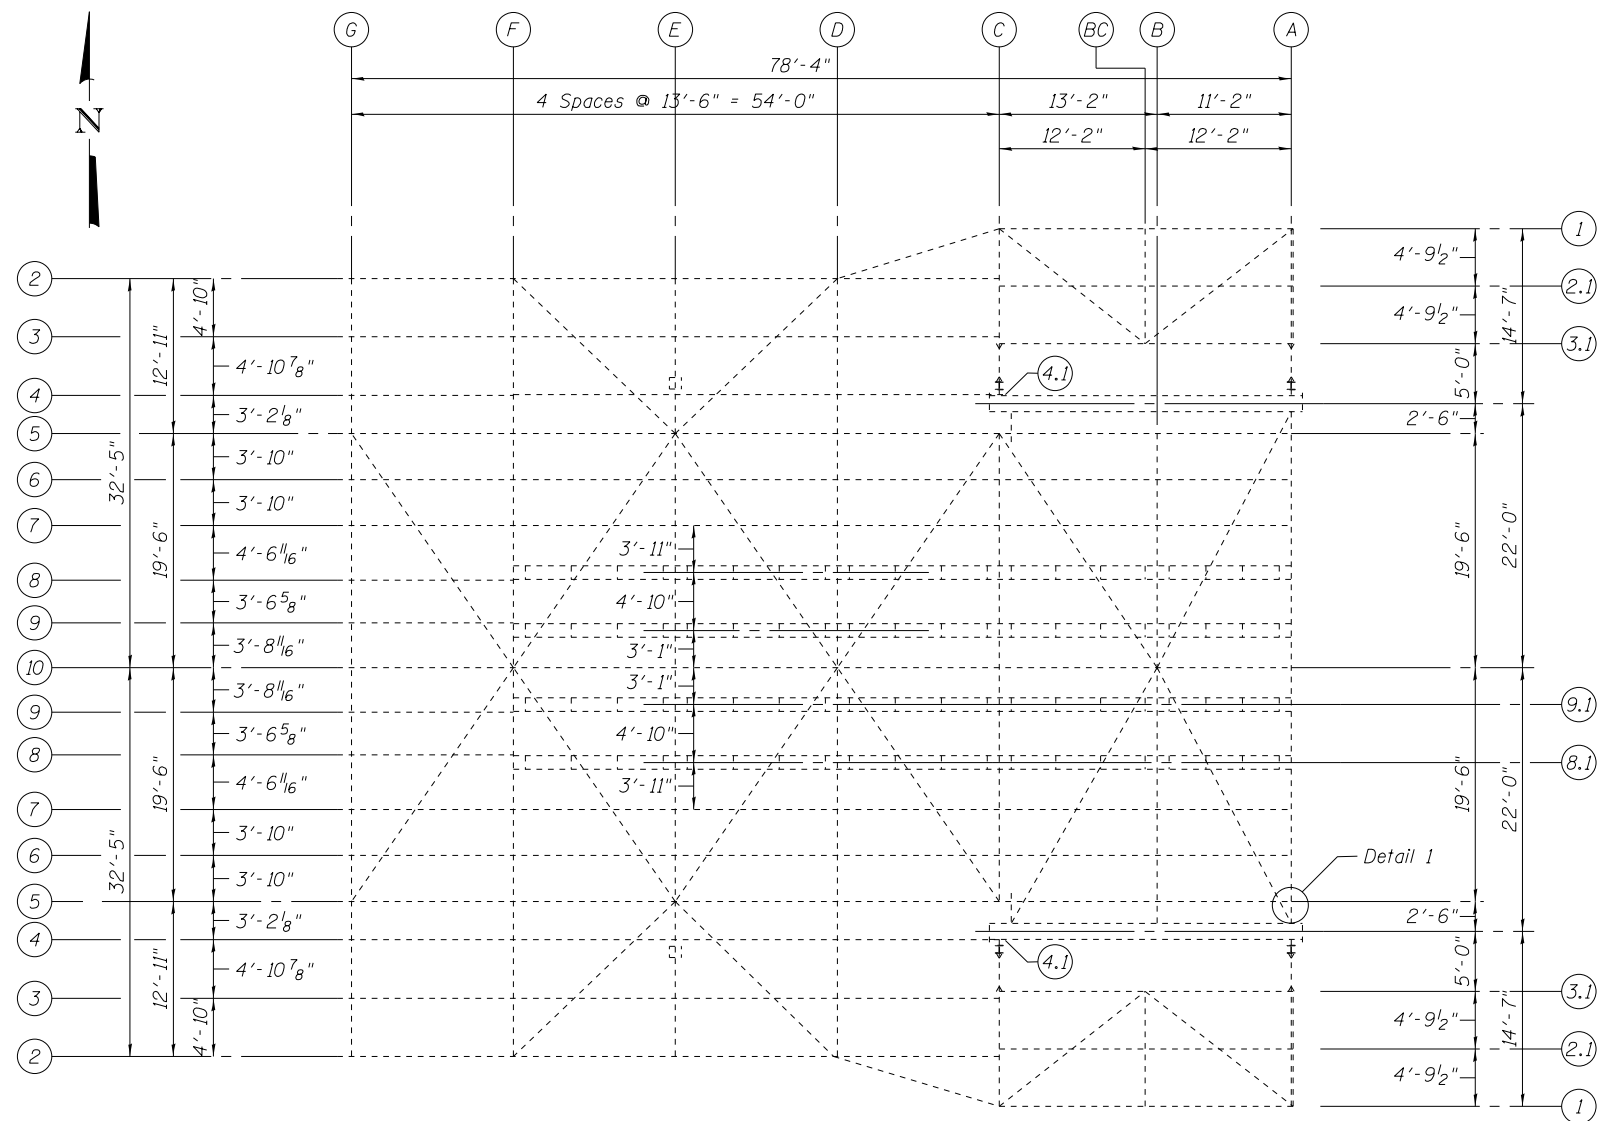 G F E D C BC B A
78'-4"
4 Spaces @ 13'-6" = 54'-0" 13'-2" 11'-2"
12'-2" 12'-2"
N
1
4'-9½"
2 2.1
4'-10" 14'-7"
4'-9½"
3 3.1
12'-11"
4'-10⅞" 4.1 5'-0"
4
3'-2⅛" 2'-6"
5
32'-5" 3'-10"
6
3'-10"
7
19'-6" 4'-6 11/16" 3'-11" 19'-6" 22'-0"
8
3'-6⅝" 4'-10"
9
3'-8 11/16" 3'-1"
10
3'-8 11/16" 3'-1"
9 9.1
3'-6⅝" 4'-10"
8 8.1
4'-6 11/16" 3'-11"
19'-6" 19'-6" 22'-0"
7
3'-10"
6 Detail 1
32'-5" 3'-10"
5
3'-2⅛" 2'-6"
4
4'-10⅞" 4.1 5'-0"
12'-11"
3 3.1
4'-10" 4'-9½" 14'-7"
2 2.1
4'-9½"
1